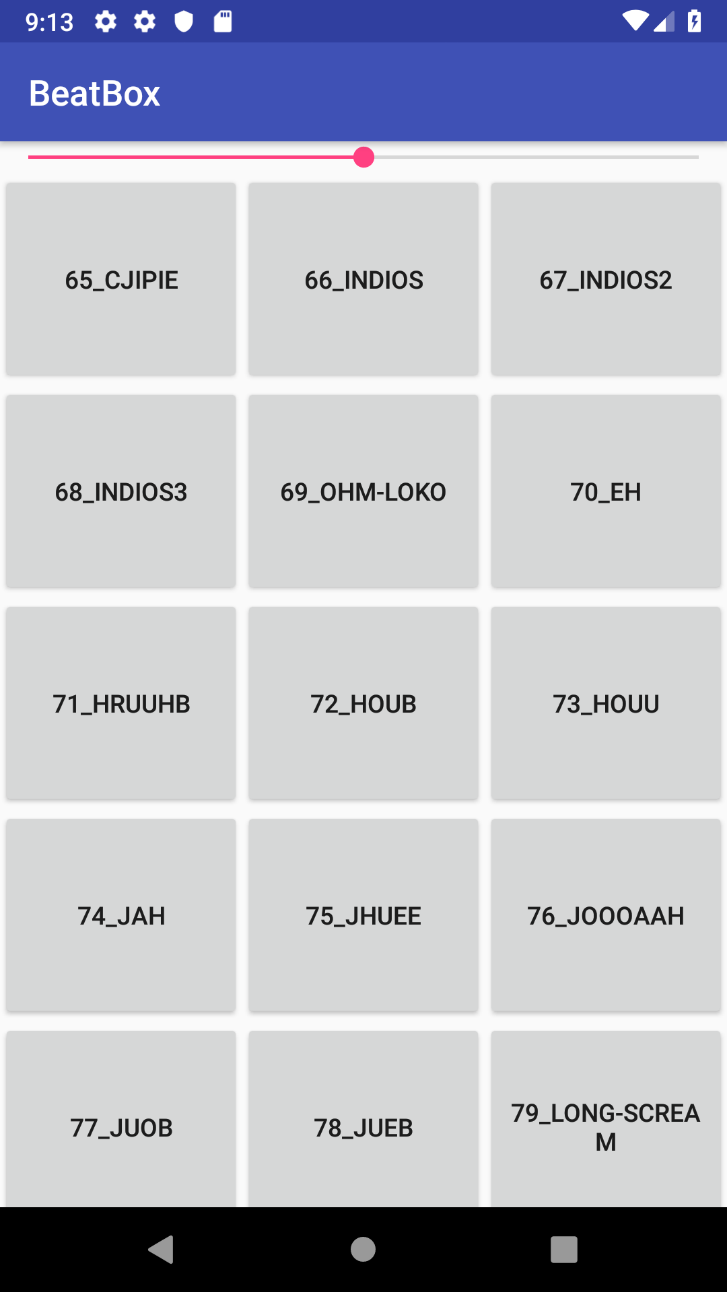 9:13
BeatBox
65_CJIPIE
66_INDIOS
67_INDIOS2
68_INDIOS3
69_OHM-LOKO
70_EH
71_HRUUHB
72_HOUB
73_HOUU
74_JAH
75_JHUEE
76_JOOOAAH
77_JUOB
78_JUEB
79_LONG-SCREA
M